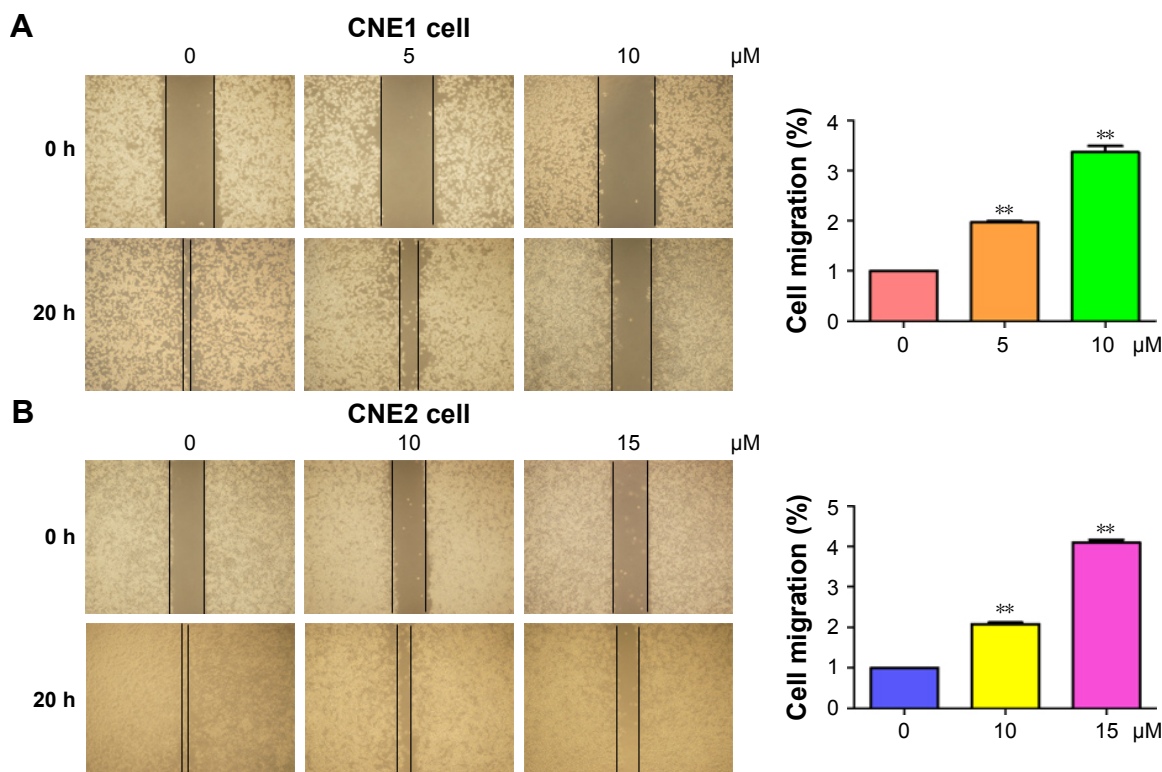 A
CNE1 cell
0 5 10 µM
0 h
20 h
Cell migration (%)
4
3
2
1
0
**
**
0 5 10 µM
B
CNE2 cell
0 10 15 µM
0 h
20 h
Cell migration (%)
5
4
3
2
1
0
**
**
0 10 15 µM